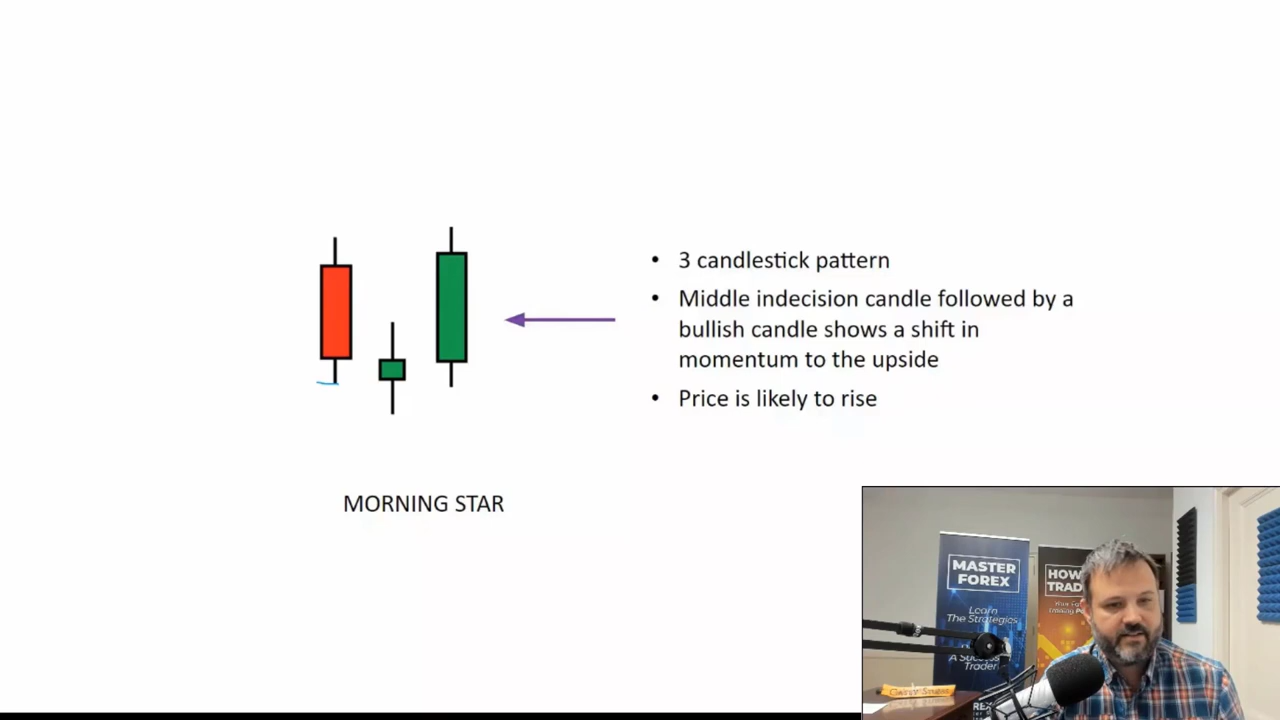 • 3 candlestick pattern
• Middle indecision candle followed by a
bullish candle shows a shift in
momentum to the upside
• Price is likely to rise
MORNING STAR
MASTER
FOREX
Learn
The Strategies
A Success
Trader
HOW
TRAD